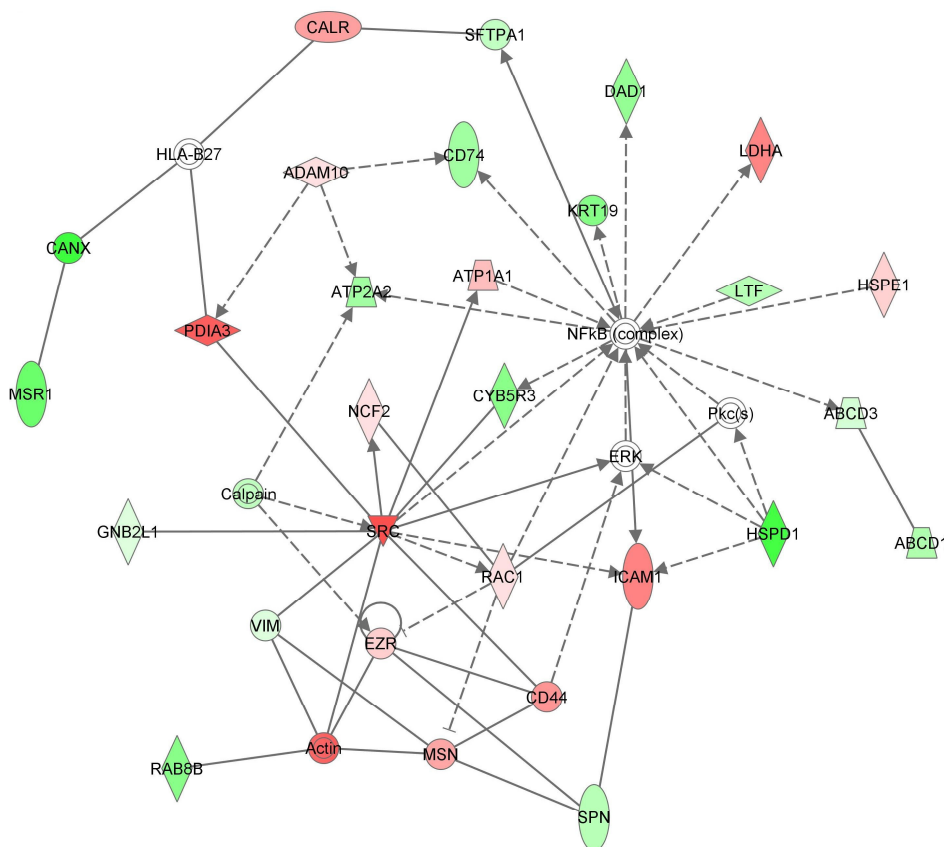 CALR
SFTPA1
DAD1
LDHA
HLA-B27
CD74
ADAM10
KRT19
CANX
ATP1A1
HSPE1
ATP2A2
LTF
PDIA3
NFkB (complex)
MSR1
NCF2
CYB5R3
Pkc(s)
ABCD3
ERK
Calpain
GNB2L1
SRC
HSPD1
ABCD1
RAC1
ICAM1
VIM
EZR
CD44
Actin
MSN
RAB8B
SPN